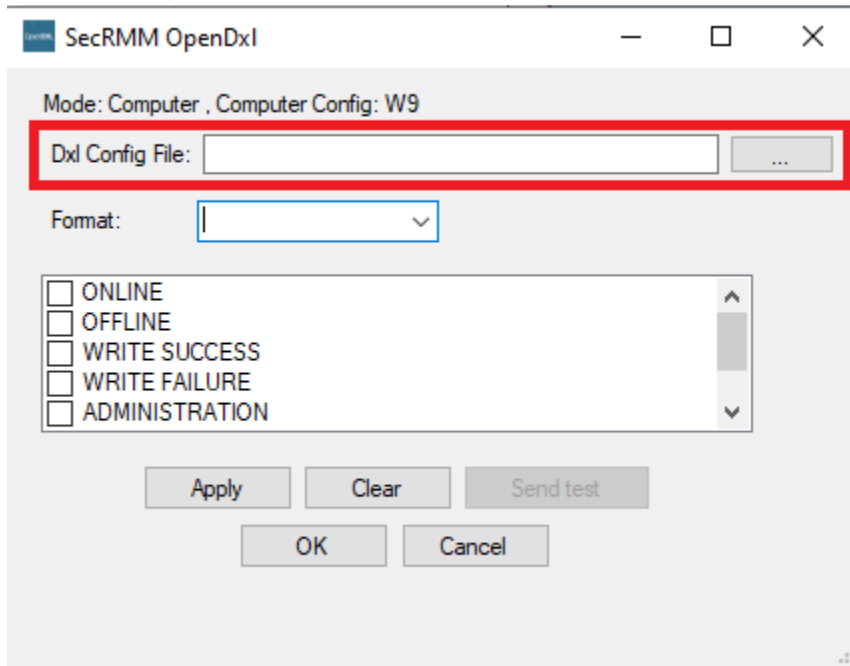 SecRMM OpenDxl
Mode: Computer , Computer Config: W9
Dxl Config File: ...
Format:
ONLINE
OFFLINE
WRITE SUCCESS
WRITE FAILURE
ADMINISTRATION
Apply Clear Send test
OK Cancel